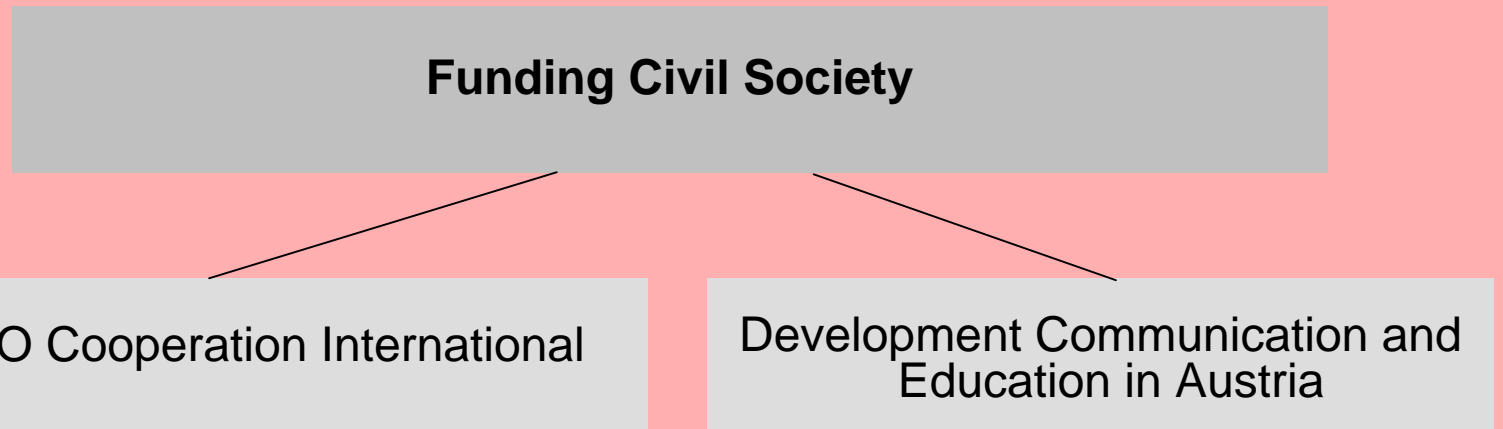 Funding Civil Society
O Cooperation International
Development Communication and
Education in Austria